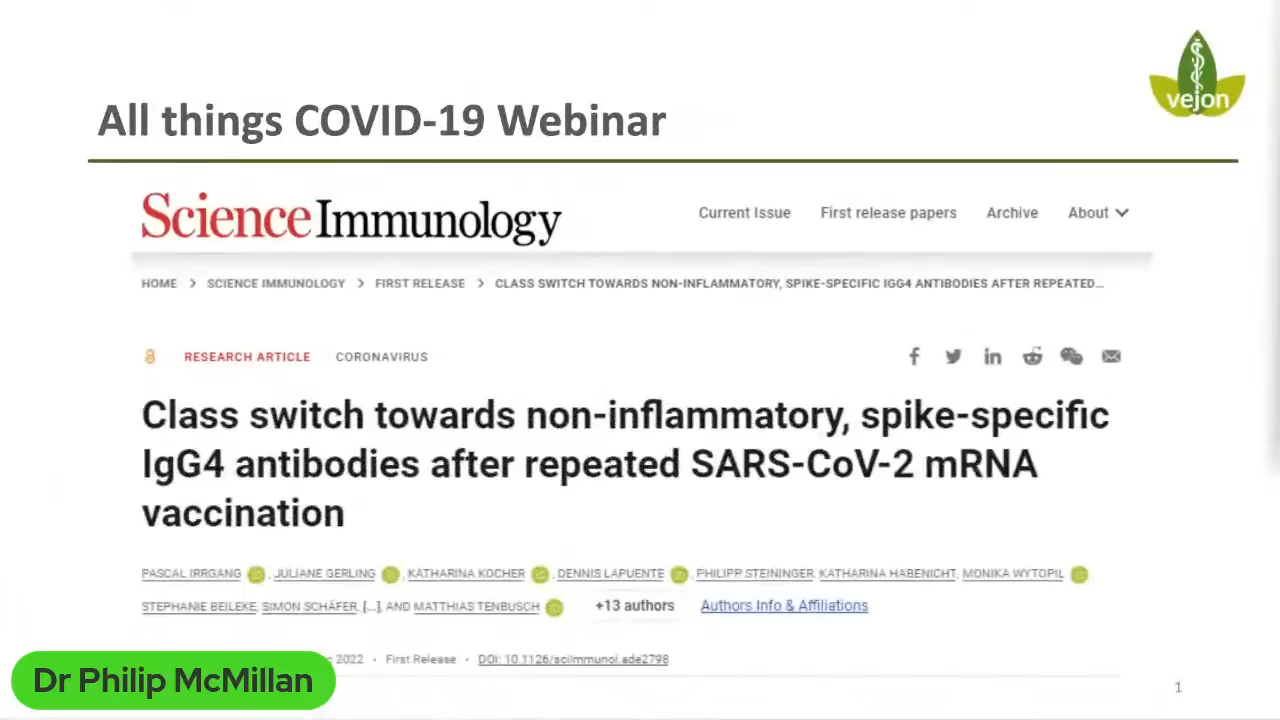 vejon
All things COVID-19 Webinar
Science Immunology
Current Issue First release papers Archive About
HOME > SCIENCE IMMUNOLOGY > FIRST RELEASE > CLASS SWITCH TOWARDS NON-INFLAMMATORY, SPIKE-SPECIFIC IGG4 ANTIBODIES AFTER REPEATED...
RESEARCH ARTICLE CORONAVIRUS
Class switch towards non-inflammatory, spike-specific
IgG4 antibodies after repeated SARS-CoV-2 mRNA
vaccination
PASCAL IRRGANG, JULIANE GERLING, KATHARINA KOCHER, DENNIS LAPUENTE, PHILIPP STEININGER, KATHARINA HABENICHT, MONIKA WYTOPIL
STEPHANIE BEILEKE, SIMON SCHÄFER, [...], AND MATTHIAS TENBUSCH +13 authors Authors Info & Affiliations
2022 • First Release • DOI: 10.1126/sciimmunol.ade2798
Dr Philip McMillan
1